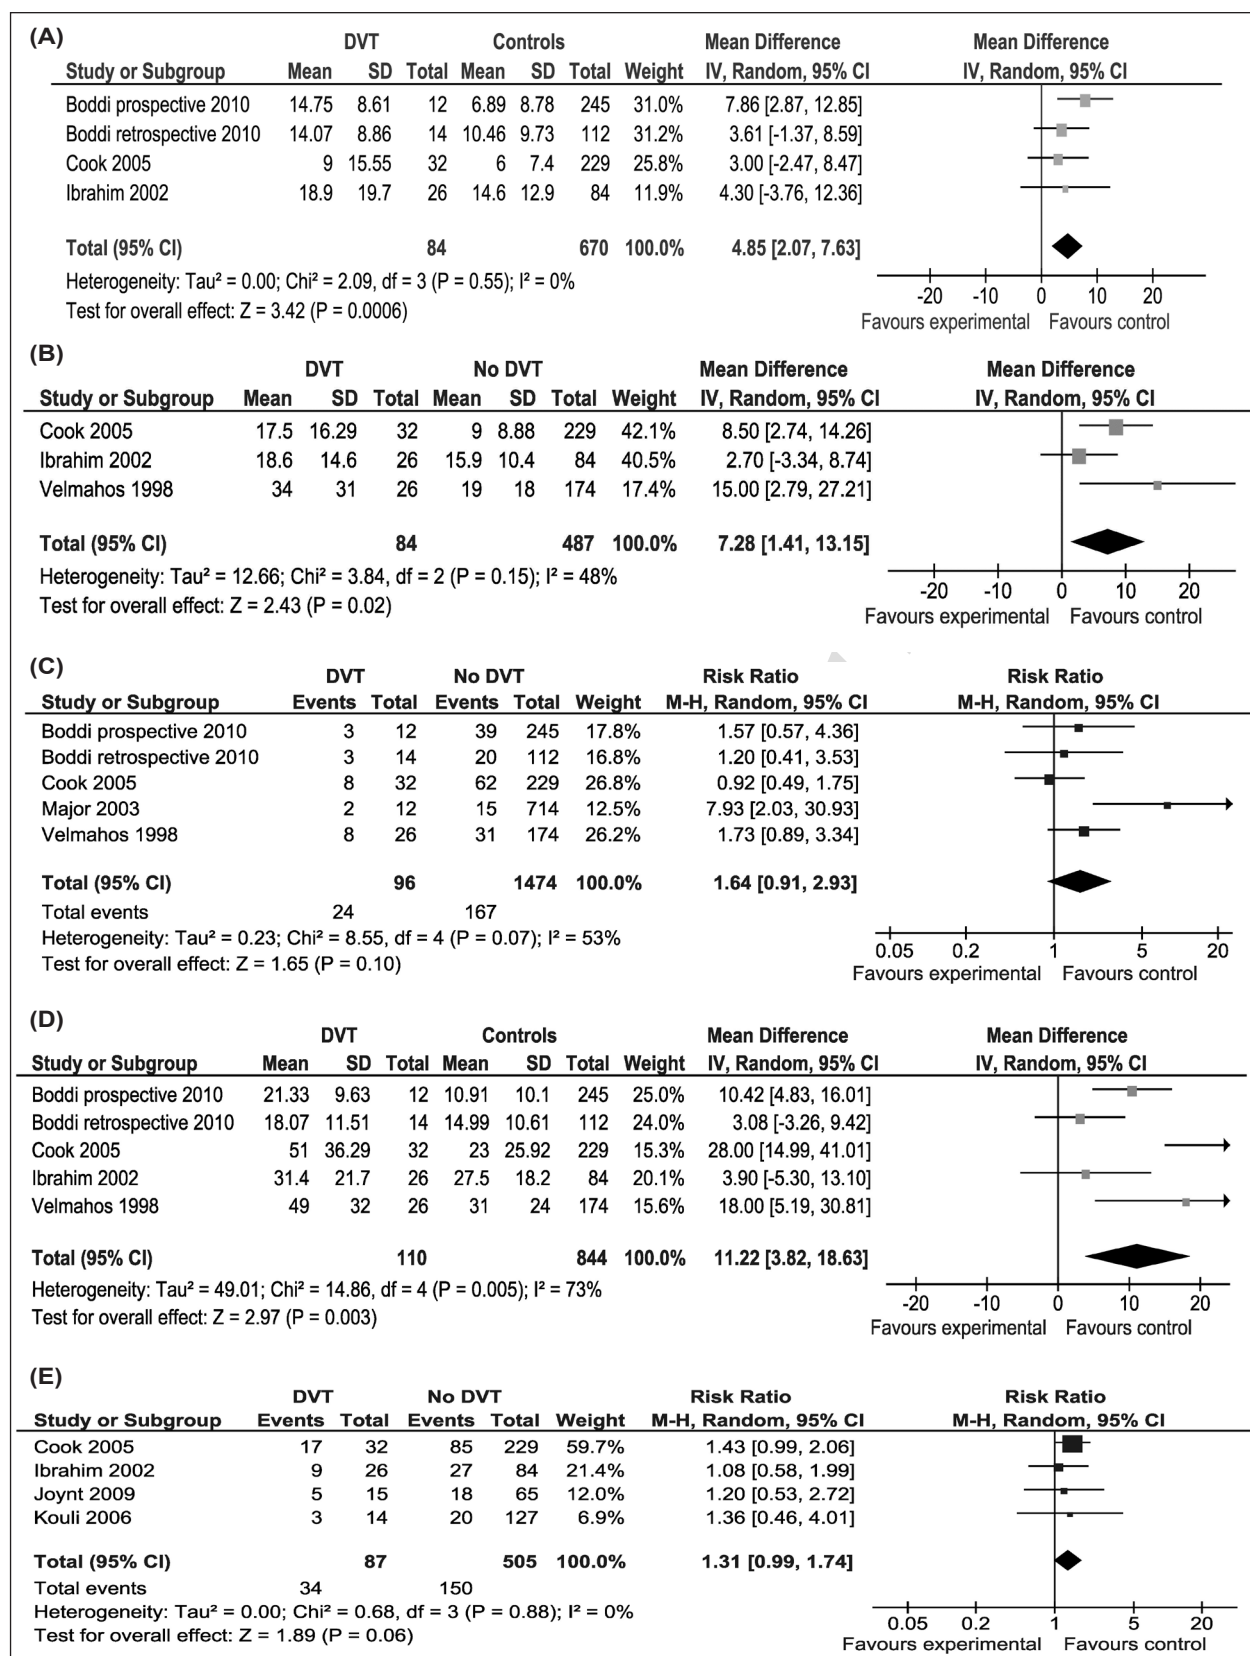 (A)
DVT Controls Mean Difference Mean Difference
Study or Subgroup Mean SD Total Mean SD Total Weight IV, Random, 95% CI IV, Random, 95% CI
Boddi prospective 2010 14.75 8.61 12 6.89 8.78 245 31.0% 7.86 [2.87, 12.85]
Boddi retrospective 2010 14.07 8.86 14 10.46 9.73 112 31.2% 3.61 [-1.37, 8.59]
Cook 2005 9 15.55 32 6 7.4 229 25.8% 3.00 [-2.47, 8.47]
Ibrahim 2002 18.9 19.7 26 14.6 12.9 84 11.9% 4.30 [-3.76, 12.36]
Total (95% CI) 84 670 100.0% 4.85 [2.07, 7.63]
Heterogeneity: Tau² = 0.00; Chi² = 2.09, df = 3 (P = 0.55); I² = 0%
Test for overall effect: Z = 3.42 (P = 0.0006)
-20 -10 0 10 20
Favours experimental Favours control
(B)
DVT No DVT Mean Difference Mean Difference
Study or Subgroup Mean SD Total Mean SD Total Weight IV, Random, 95% CI IV, Random, 95% CI
Cook 2005 17.5 16.29 32 9 8.88 229 42.1% 8.50 [2.74, 14.26]
Ibrahim 2002 18.6 14.6 26 15.9 10.4 84 40.5% 2.70 [-3.34, 8.74]
Velmahos 1998 34 31 26 19 18 174 17.4% 15.00 [2.79, 27.21]
Total (95% CI) 84 487 100.0% 7.28 [1.41, 13.15]
Heterogeneity: Tau² = 12.66; Chi² = 3.84, df = 2 (P = 0.15); I² = 48%
Test for overall effect: Z = 2.43 (P = 0.02)
-20 -10 0 10 20
Favours experimental Favours control
(C)
DVT No DVT Risk Ratio Risk Ratio
Study or Subgroup Events Total Events Total Weight M-H, Random, 95% CI M-H, Random, 95% CI
Boddi prospective 2010 3 12 39 245 17.8% 1.57 [0.57, 4.36]
Boddi retrospective 2010 3 14 20 112 16.8% 1.20 [0.41, 3.53]
Cook 2005 8 32 62 229 26.8% 0.92 [0.49, 1.75]
Major 2003 2 12 15 714 12.5% 7.93 [2.03, 30.93]
Velmahos 1998 8 26 31 174 26.2% 1.73 [0.89, 3.34]
Total (95% CI) 96 1474 100.0% 1.64 [0.91, 2.93]
Total events 24 167
Heterogeneity: Tau² = 0.23; Chi² = 8.55, df = 4 (P = 0.07); I² = 53%
Test for overall effect: Z = 1.65 (P = 0.10)
0.05 0.2 1 5 20
Favours experimental Favours control
(D)
DVT Controls Mean Difference Mean Difference
Study or Subgroup Mean SD Total Mean SD Total Weight IV, Random, 95% CI IV, Random, 95% CI
Boddi prospective 2010 21.33 9.63 12 10.91 10.1 245 25.0% 10.42 [4.83, 16.01]
Boddi retrospective 2010 18.07 11.51 14 14.99 10.61 112 24.0% 3.08 [-3.26, 9.42]
Cook 2005 51 36.29 32 23 25.92 229 15.3% 28.00 [14.99, 41.01]
Ibrahim 2002 31.4 21.7 26 27.5 18.2 84 20.1% 3.90 [-5.30, 13.10]
Velmahos 1998 49 32 26 31 24 174 15.6% 18.00 [5.19, 30.81]
Total (95% CI) 110 844 100.0% 11.22 [3.82, 18.63]
Heterogeneity: Tau² = 49.01; Chi² = 14.86, df = 4 (P = 0.005); I² = 73%
Test for overall effect: Z = 2.97 (P = 0.003)
-20 -10 0 10 20
Favours experimental Favours control
(E)
DVT No DVT Risk Ratio Risk Ratio
Study or Subgroup Events Total Events Total Weight M-H, Random, 95% CI M-H, Random, 95% CI
Cook 2005 17 32 85 229 59.7% 1.43 [0.99, 2.06]
Ibrahim 2002 9 26 27 84 21.4% 1.08 [0.58, 1.99]
Joynt 2009 5 15 18 65 12.0% 1.20 [0.53, 2.72]
Kouli 2006 3 14 20 127 6.9% 1.36 [0.46, 4.01]
Total (95% CI) 87 505 100.0% 1.31 [0.99, 1.74]
Total events 34 150
Heterogeneity: Tau² = 0.00; Chi² = 0.68, df = 3 (P = 0.88); I² = 0%
Test for overall effect: Z = 1.89 (P = 0.06)
0.05 0.2 1 5 20
Favours experimental Favours control